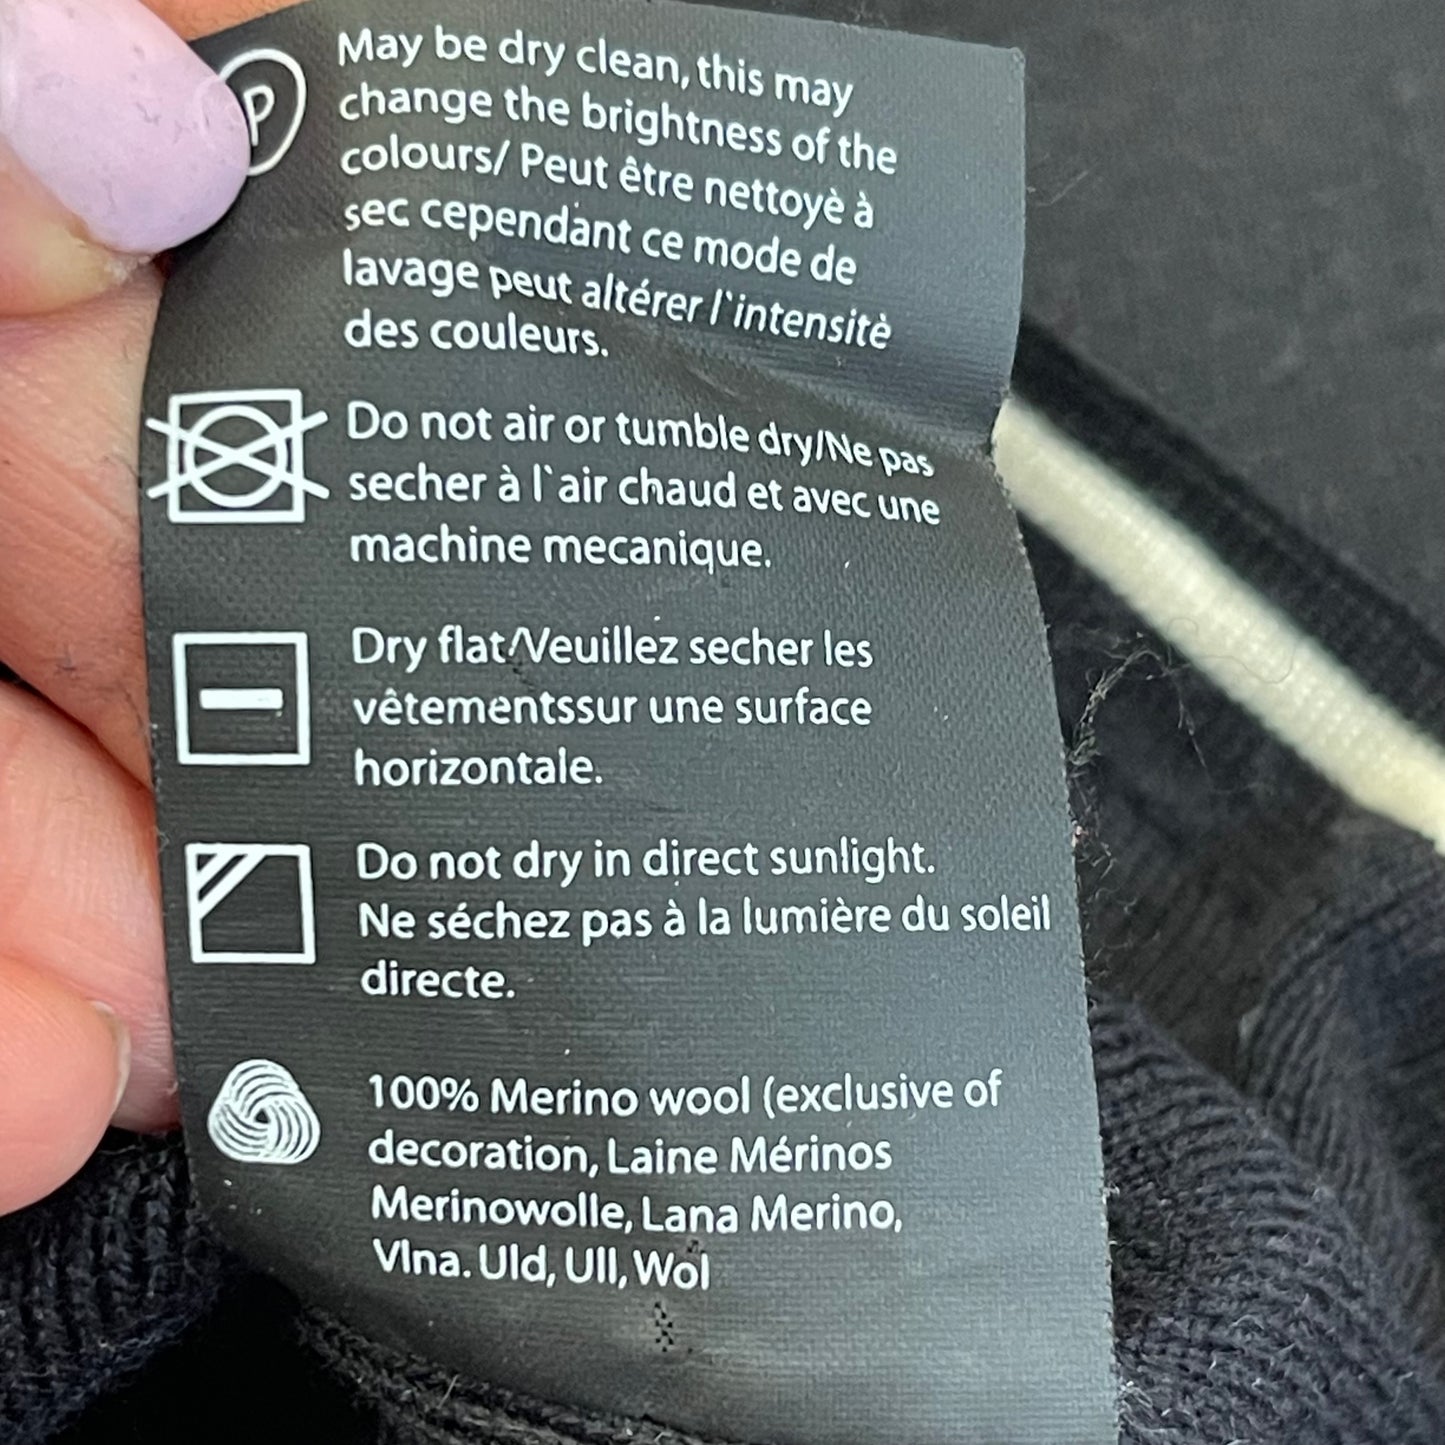 P
May be dry clean, this may
change the brightness of the
colours/ Peut être nettoyè à
sec cependant ce mode de
lavage peut altérer l`intensitè
des couleurs.
Do not air or tumble dry/Ne pas
secher à l`air chaud et avec une
machine mecanique.
Dry flat/Veuillez secher les
vêtementssur une surface
horizontale.
Do not dry in direct sunlight.
Ne séchez pas à la lumière du soleil
directe.
100% Merino wool (exclusive of
decoration, Laine Mérinos
Merinowolle, Lana Merino,
Vlna. Uld, Ull, Wol